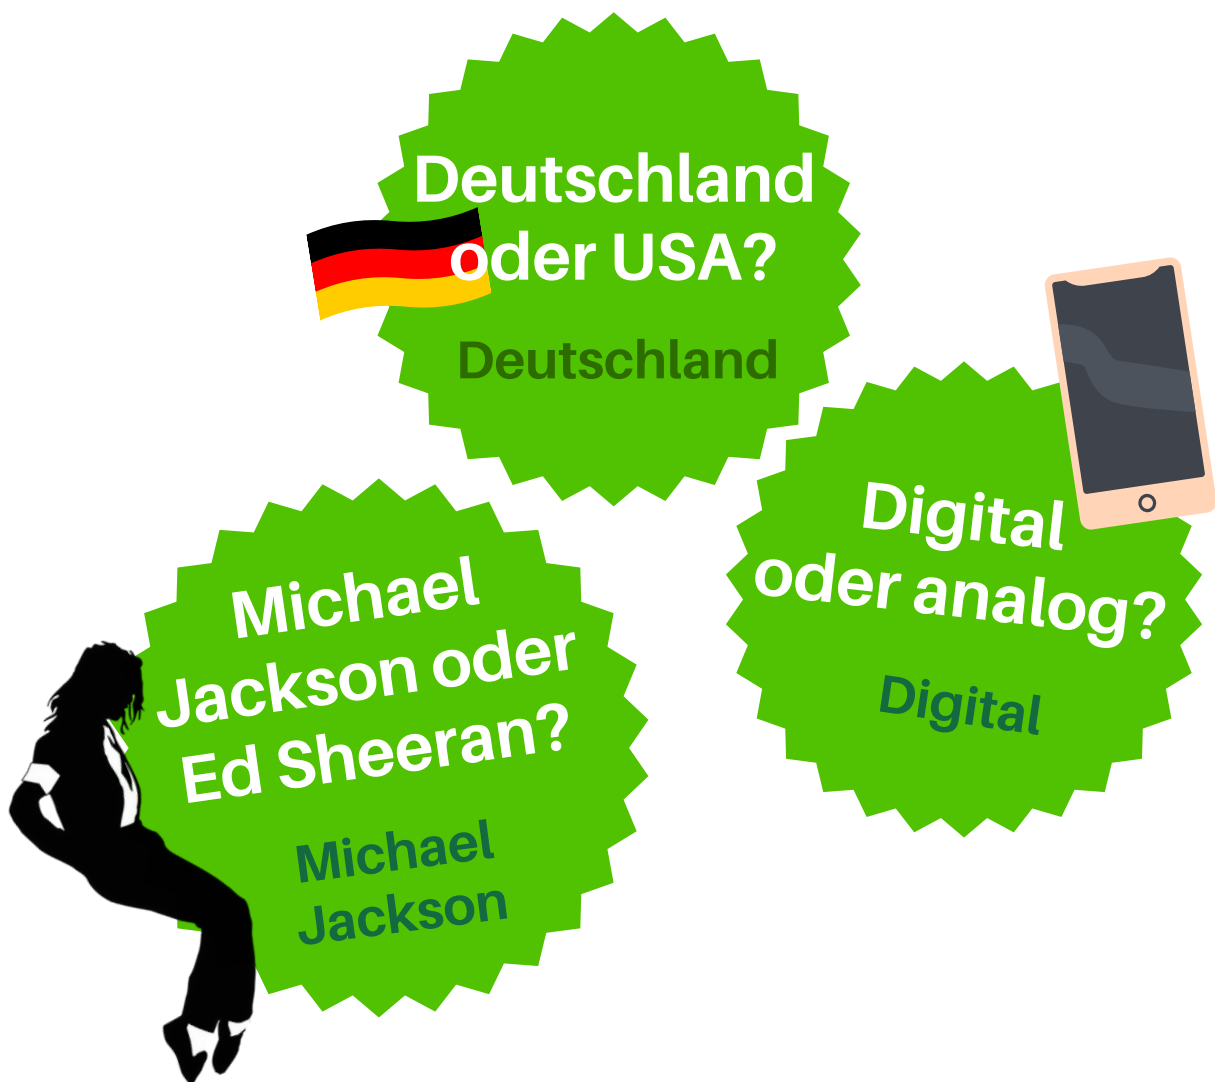 Deutschland
oder USA?
Deutschland
Digital
oder analog?
Digital
Michael
Jackson oder
Ed Sheeran?
Michael
Jackson